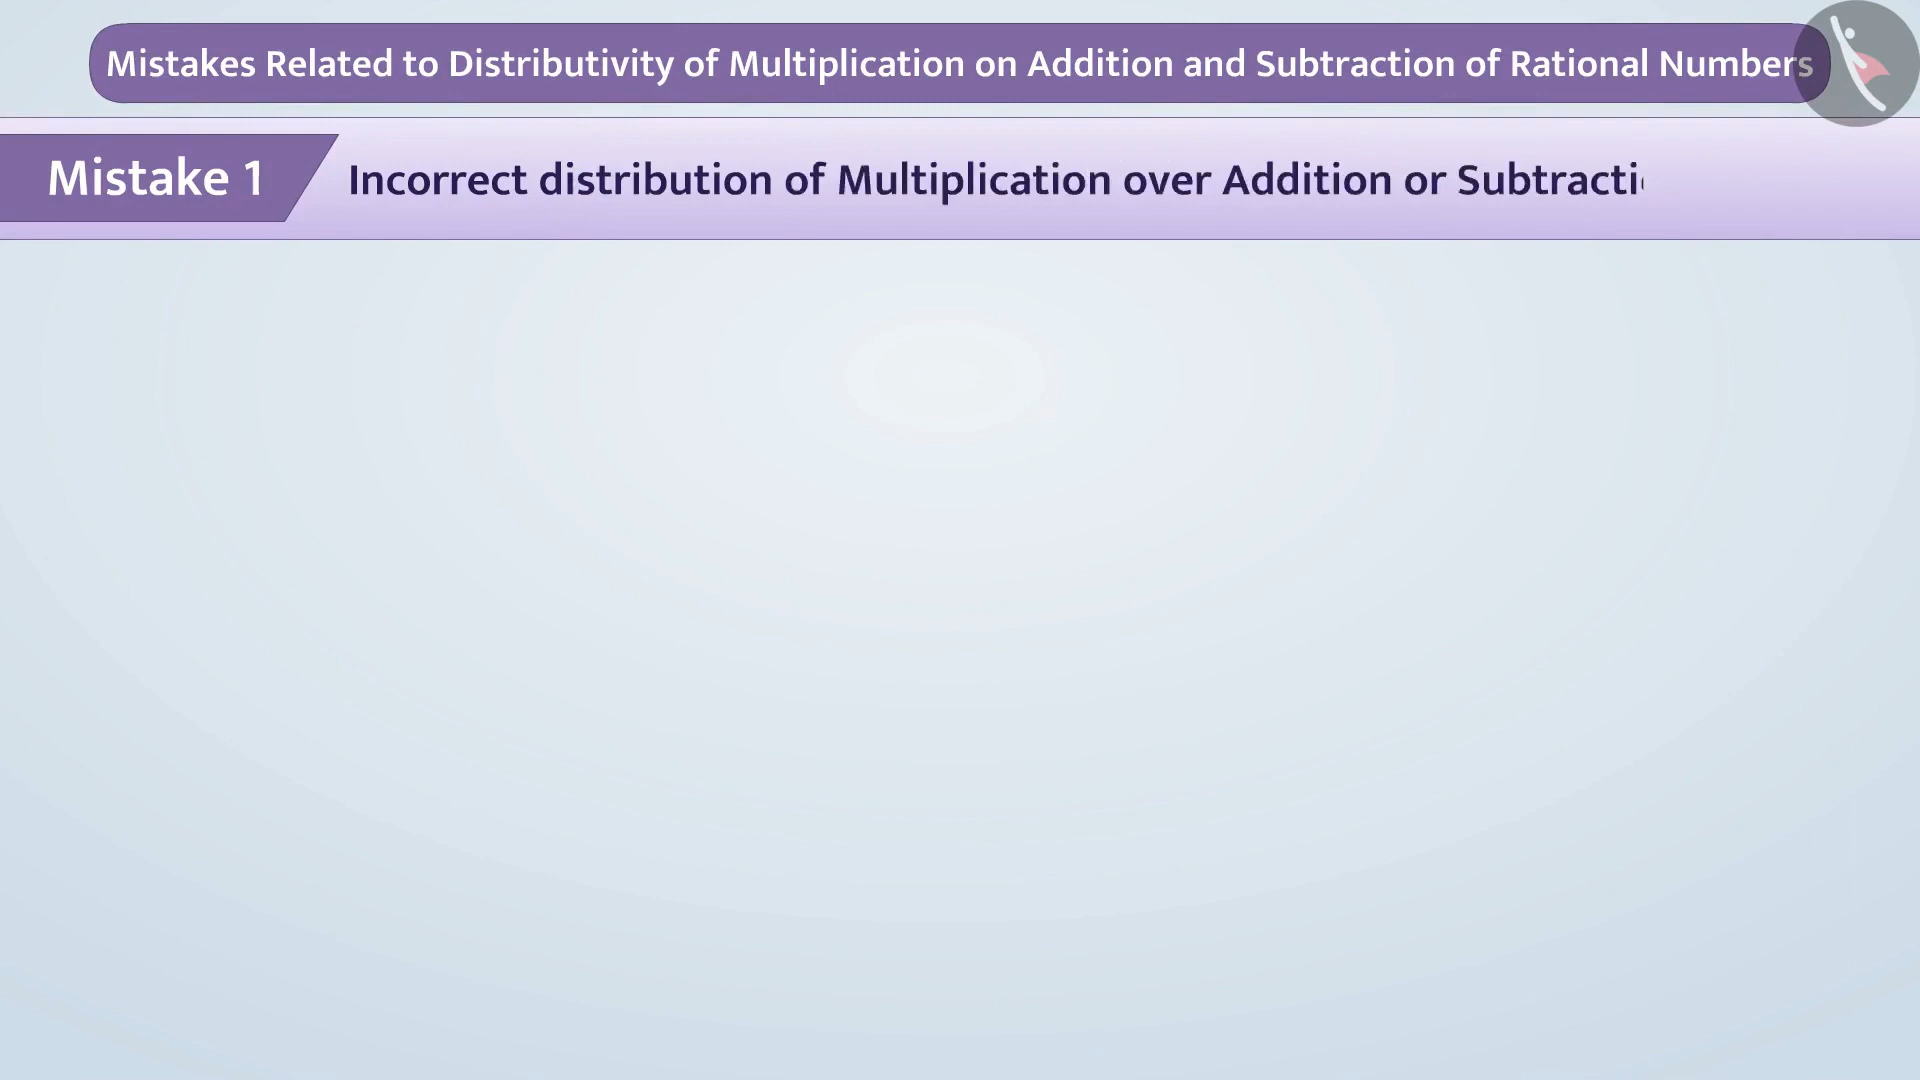 Mistakes Related to Distributivity of Multiplication on Addition and Subtraction of Rational Numbers
Mistake 1
Incorrect distribution of Multiplication over Addition or Subtracti